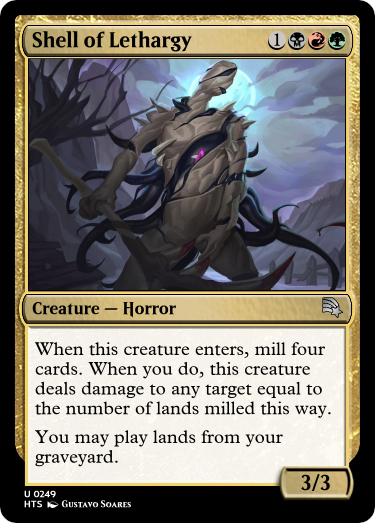 Shell of Lethargy 1
Creature — Horror
When this creature enters, mill four
cards. When you do, this creature
deals damage to any target equal to
the number of lands milled this way.
You may play lands from your
graveyard.
3/3
U 0249
HTS Gustavo Soares